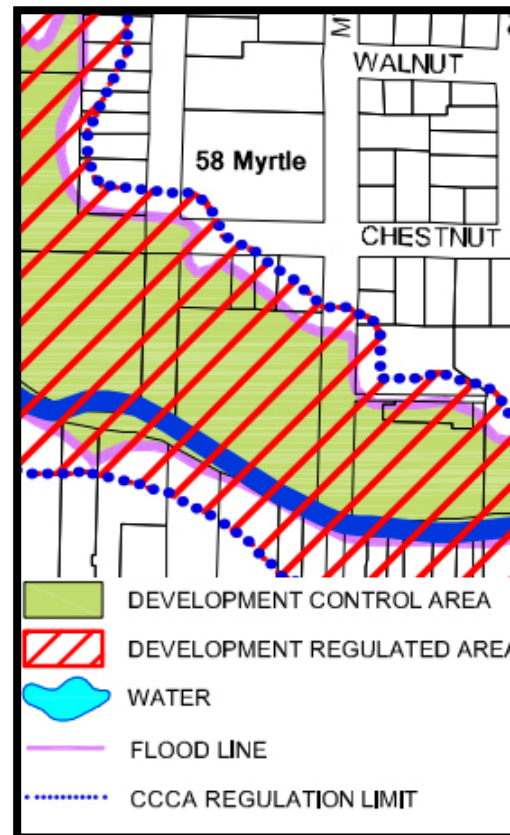 M
WALNUT
58 Myrtle
CHESTNUT
DEVELOPMENT CONTROL AREA
DEVELOPMENT REGULATED AREA
WATER
FLOOD LINE
CCCA REGULATION LIMIT